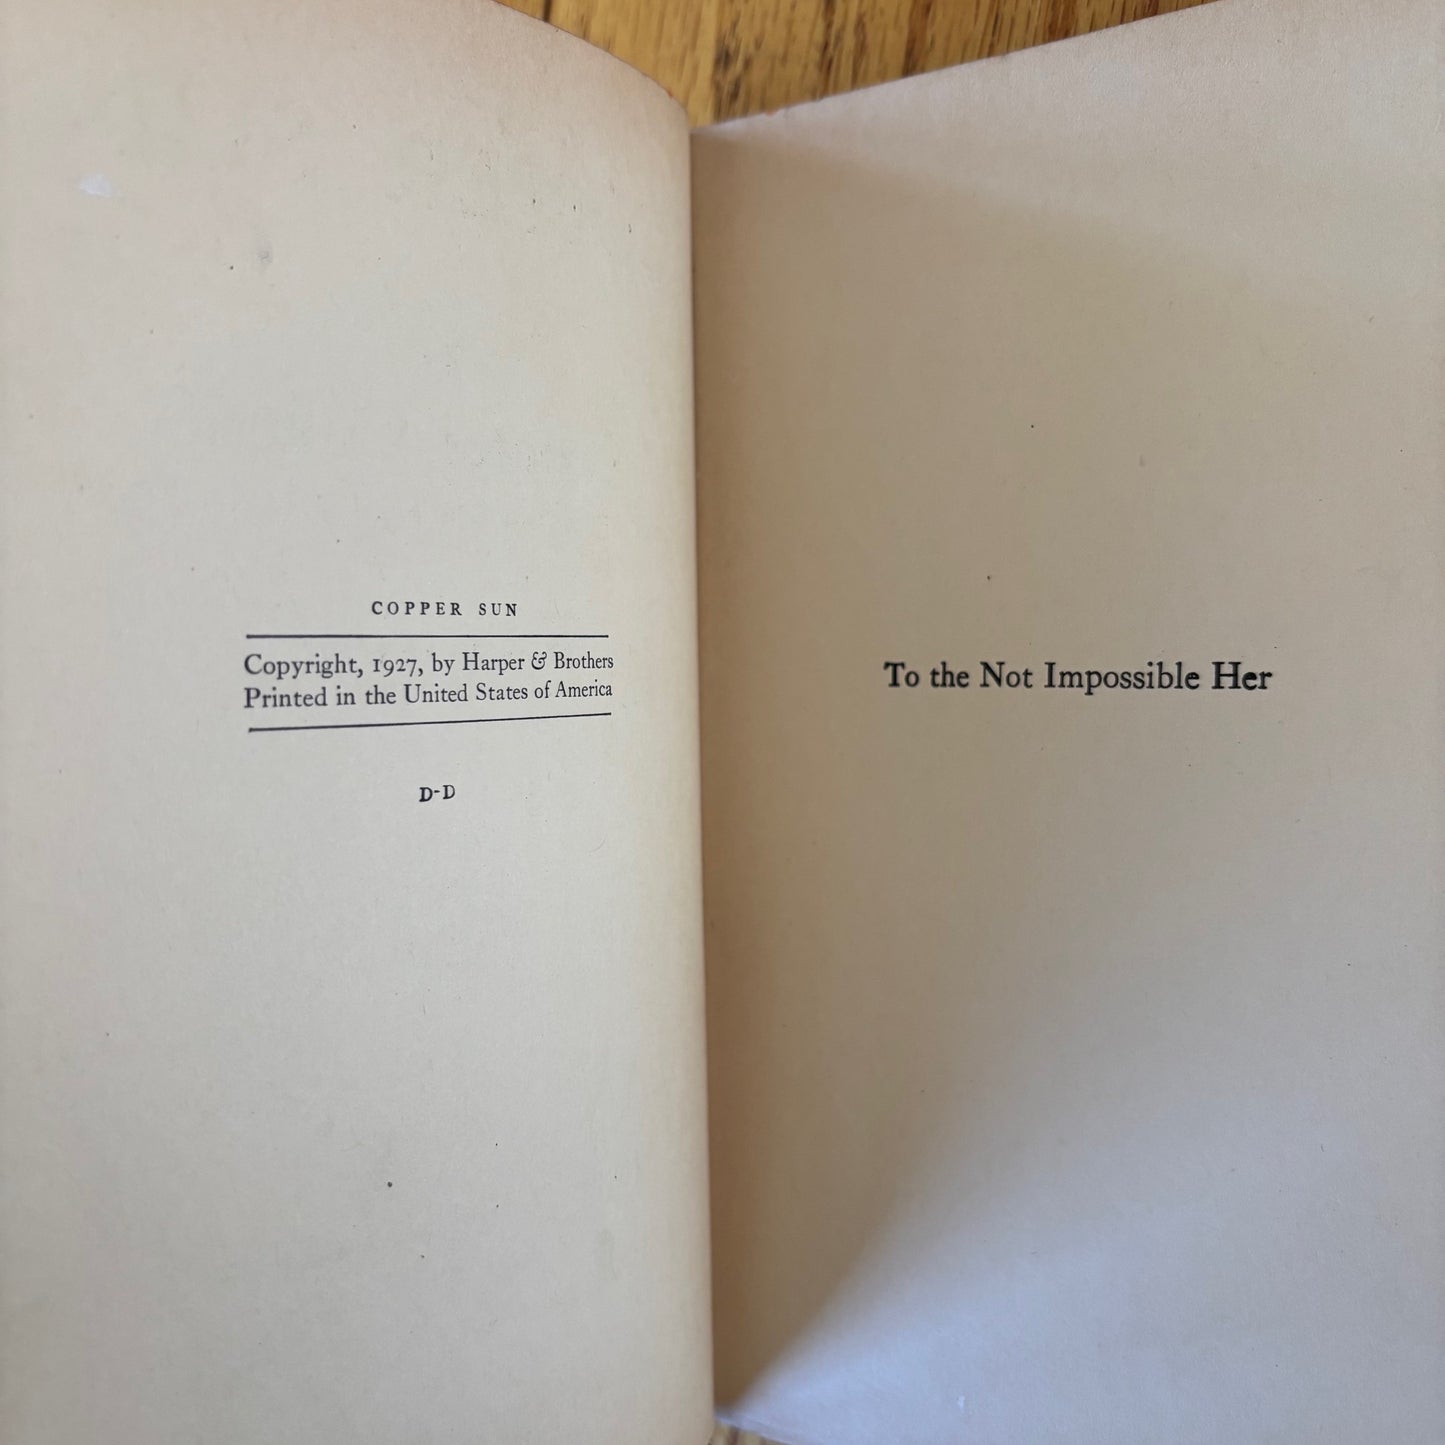 COPPER SUN
Copyright, 1927, by Harper & Brothers
Printed in the United States of America
D-D
To the Not Impossible Her